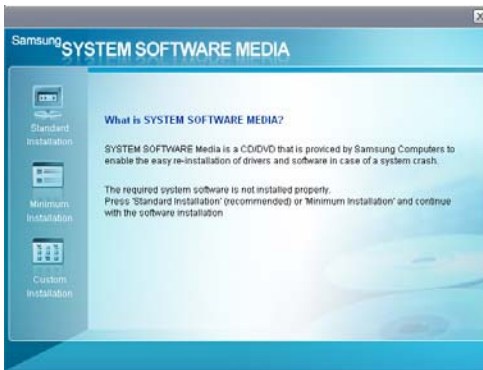 Samsung SYSTEM SOFTWARE MEDIA
Standard
Installation
Minimum
Installation
Custom
Installation
What is SYSTEM SOFTWARE MEDIA?
SYSTEM SOFTWARE Media is a CD/DVD that is proviced by Samsung Computers to
enable the easy re-installation of drivers and software in case of a system crash.
The required system software is not installed properly.
Press 'Standard Installation' (recommended) or 'Minimum Installation' and continue
with the software installation